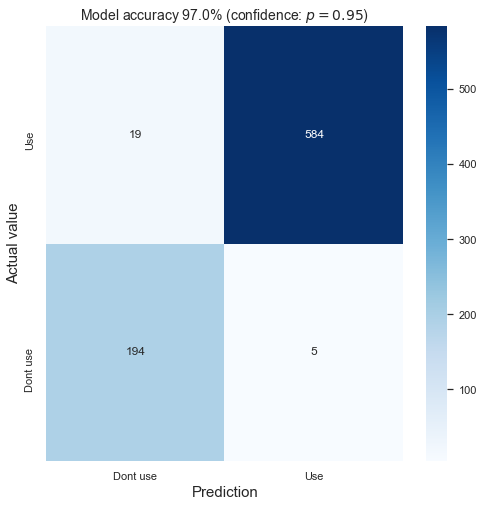 Model accuracy 97.0% (confidence: p = 0.95)
Use
19
584
Actual value
Dont use
194
5
Dont use
Use
Prediction
500
400
300
200
100